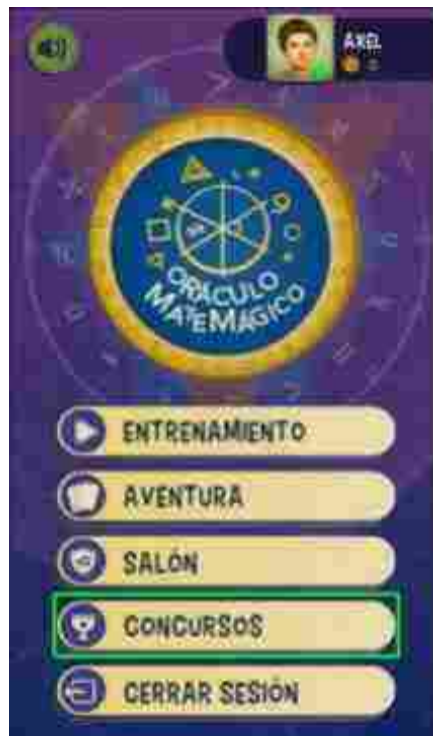 AXEL
ORÁCULO
MATEMÁGICO
ENTRENAMIENTO
AVENTURA
SALÓN
CONCURSOS
CERRAR SESIÓN